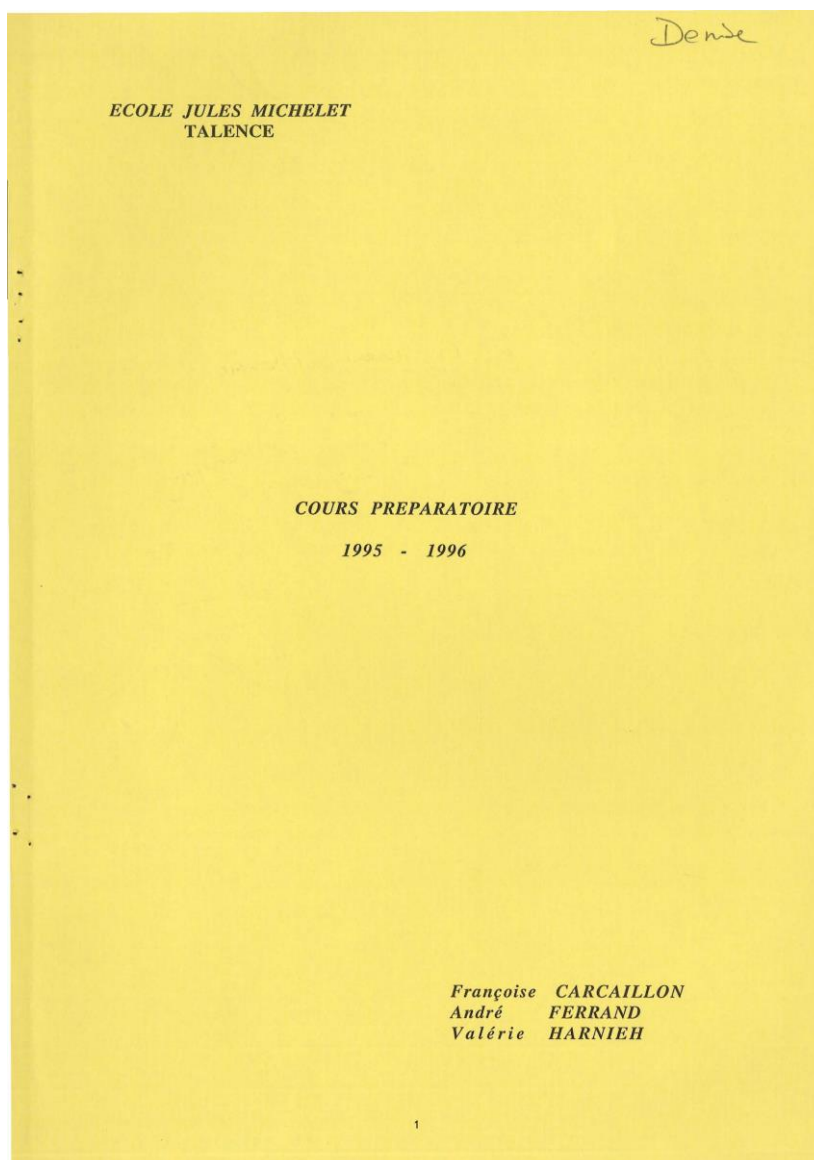 Denise
ECOLE JULES MICHELET
TALENCE
COURS PREPARATOIRE
1995 - 1996
Françoise CARCAILLON
André FERRAND
Valérie HARNIEH
1